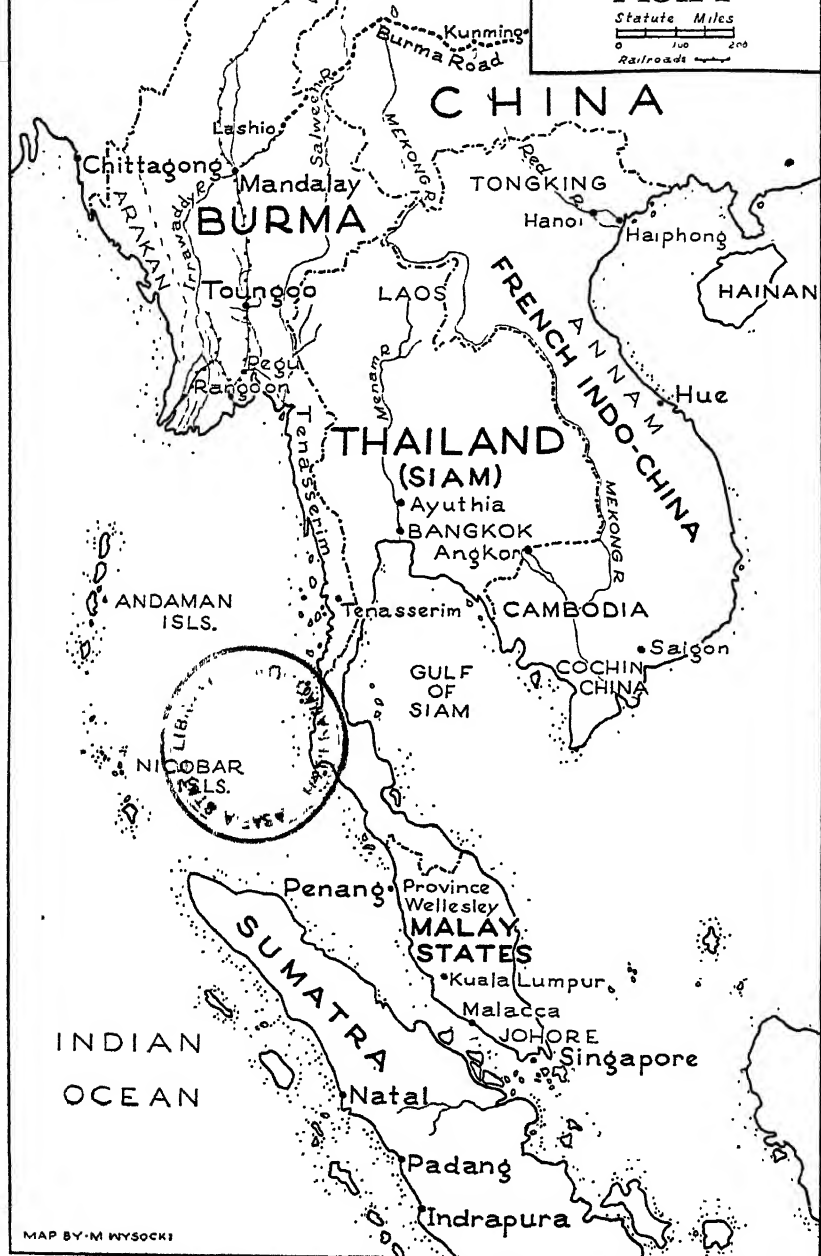 Statute Miles
0 100 200
Railroads
Kunming
Burma Road
CHINA
Lashio
Salween R.
MEKONG R.
Red R.
TONGKING
Chittagong
Mandalay
Hanoi
Haiphong
ARAKAN
Irrawaddy R.
BURMA
HAINAN
Toungoo
LAOS
FRENCH INDO-CHINA
ANNAM
Pegu
Rangoon
Menam R.
Hue
Tenasserim
THAILAND
(SIAM)
Ayuthia
BANGKOK
Angkor
MEKONG R.
ANDAMAN
ISLS.
Tenasserim
CAMBODIA
Saigon
GULF
OF
SIAM
COCHIN
CHINA
NICOBAR
ISLS.
Penang
Province
Wellesley
MALAY
STATES
SUMATRA
Kuala Lumpur
Malacca
JOHORE
Singapore
INDIAN
OCEAN
Natal
Padang
Indrapura
MAP BY·M WYSOCKI